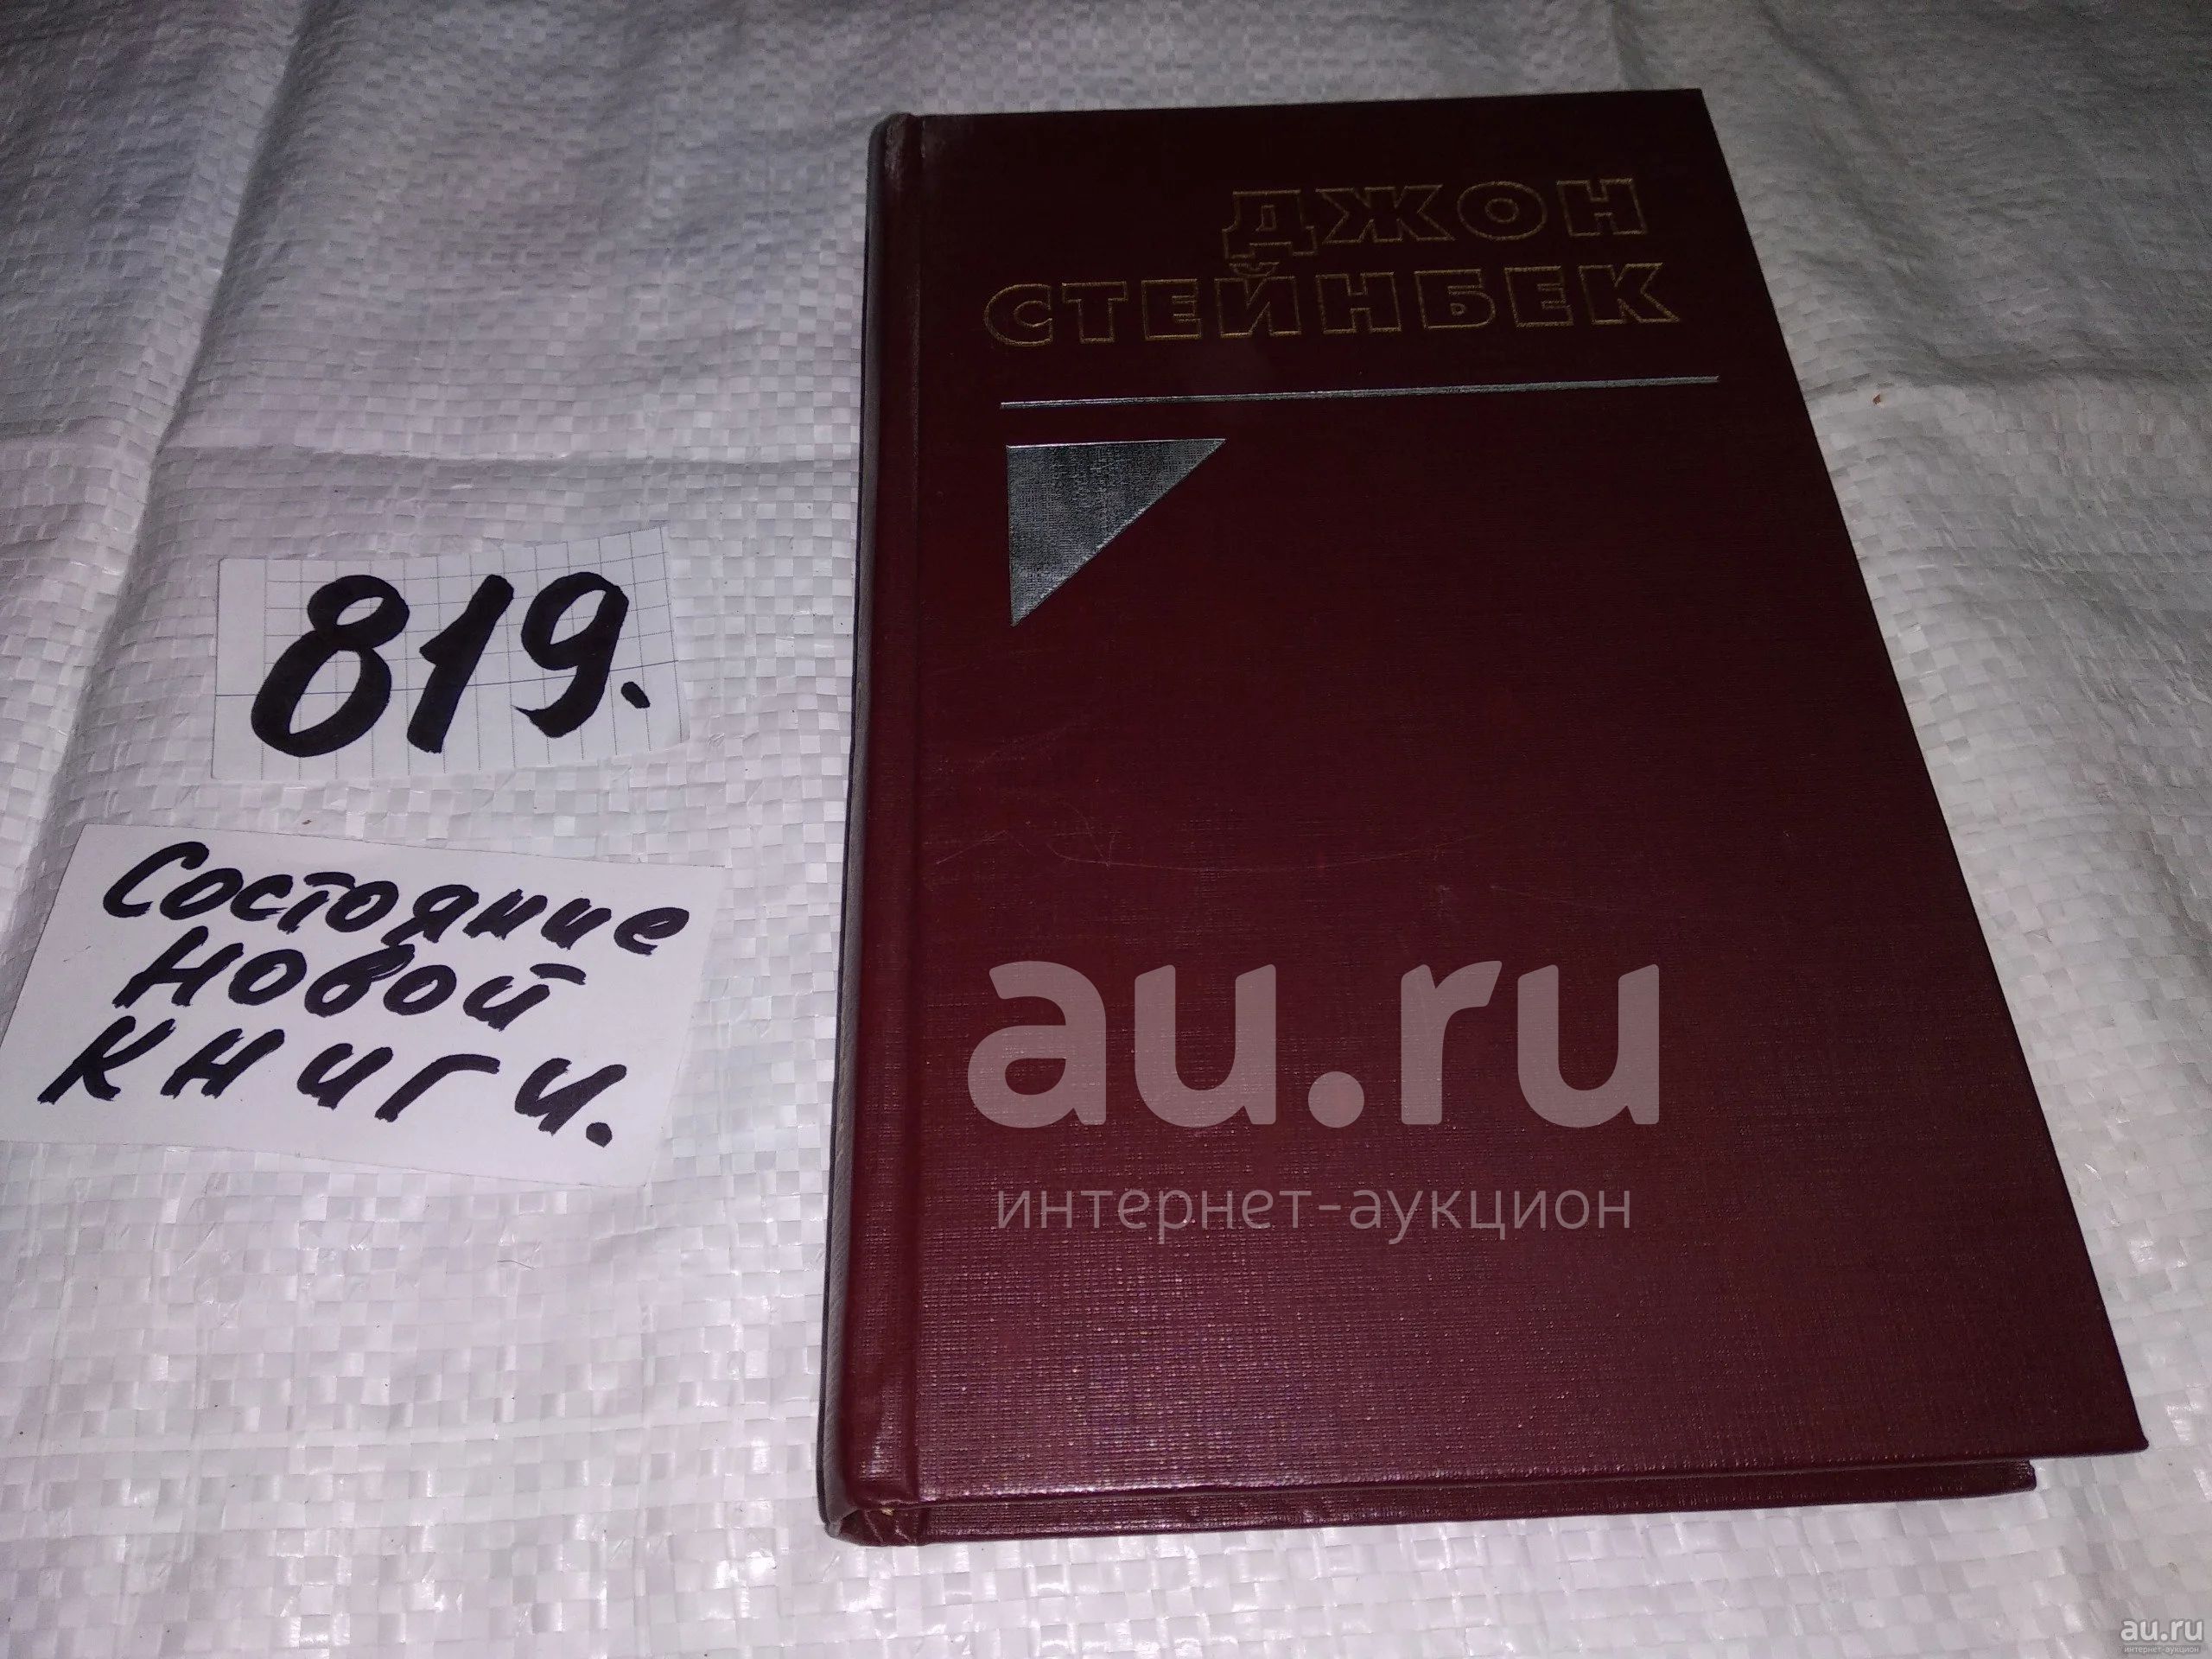 ДЖОН
СТЕЙНБЕК
819.
Состояние
новой
книги.
au.ru
интернет-аукцион
au.ru
интернет-аукцион